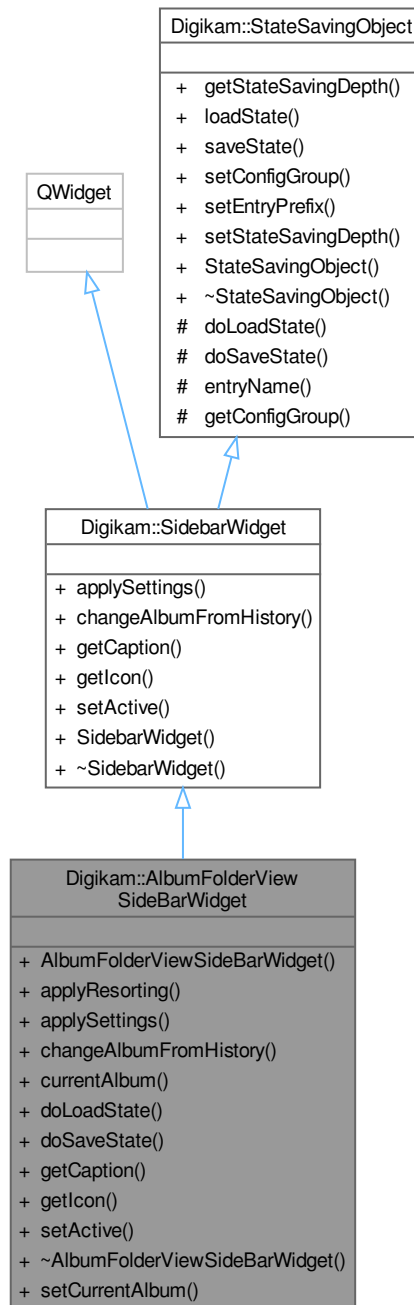 Digikam::StateSavingObject
+ getStateSavingDepth()
+ loadState()
+ saveState()
+ setConfigGroup()
+ setEntryPrefix()
+ setStateSavingDepth()
+ StateSavingObject()
+ ~StateSavingObject()
# doLoadState()
# doSaveState()
# entryName()
# getConfigGroup()
QWidget
Digikam::SidebarWidget
+ applySettings()
+ changeAlbumFromHistory()
+ getCaption()
+ getIcon()
+ setActive()
+ SidebarWidget()
+ ~SidebarWidget()
Digikam::AlbumFolderView
SideBarWidget
+ AlbumFolderViewSideBarWidget()
+ applyResorting()
+ applySettings()
+ changeAlbumFromHistory()
+ currentAlbum()
+ doLoadState()
+ doSaveState()
+ getCaption()
+ getIcon()
+ setActive()
+ ~AlbumFolderViewSideBarWidget()
+ setCurrentAlbum()